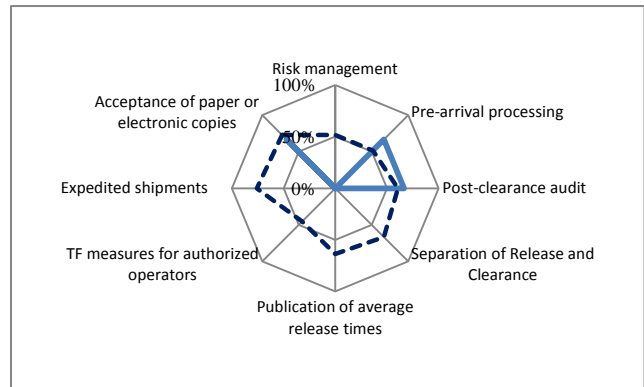 Risk management
100%
Acceptance of paper or
electronic copies
Pre-arrival processing
50%
Expedited shipments
0%
Post-clearance audit
TF measures for authorized
operators
Separation of Release and
Clearance
Publication of average
release times